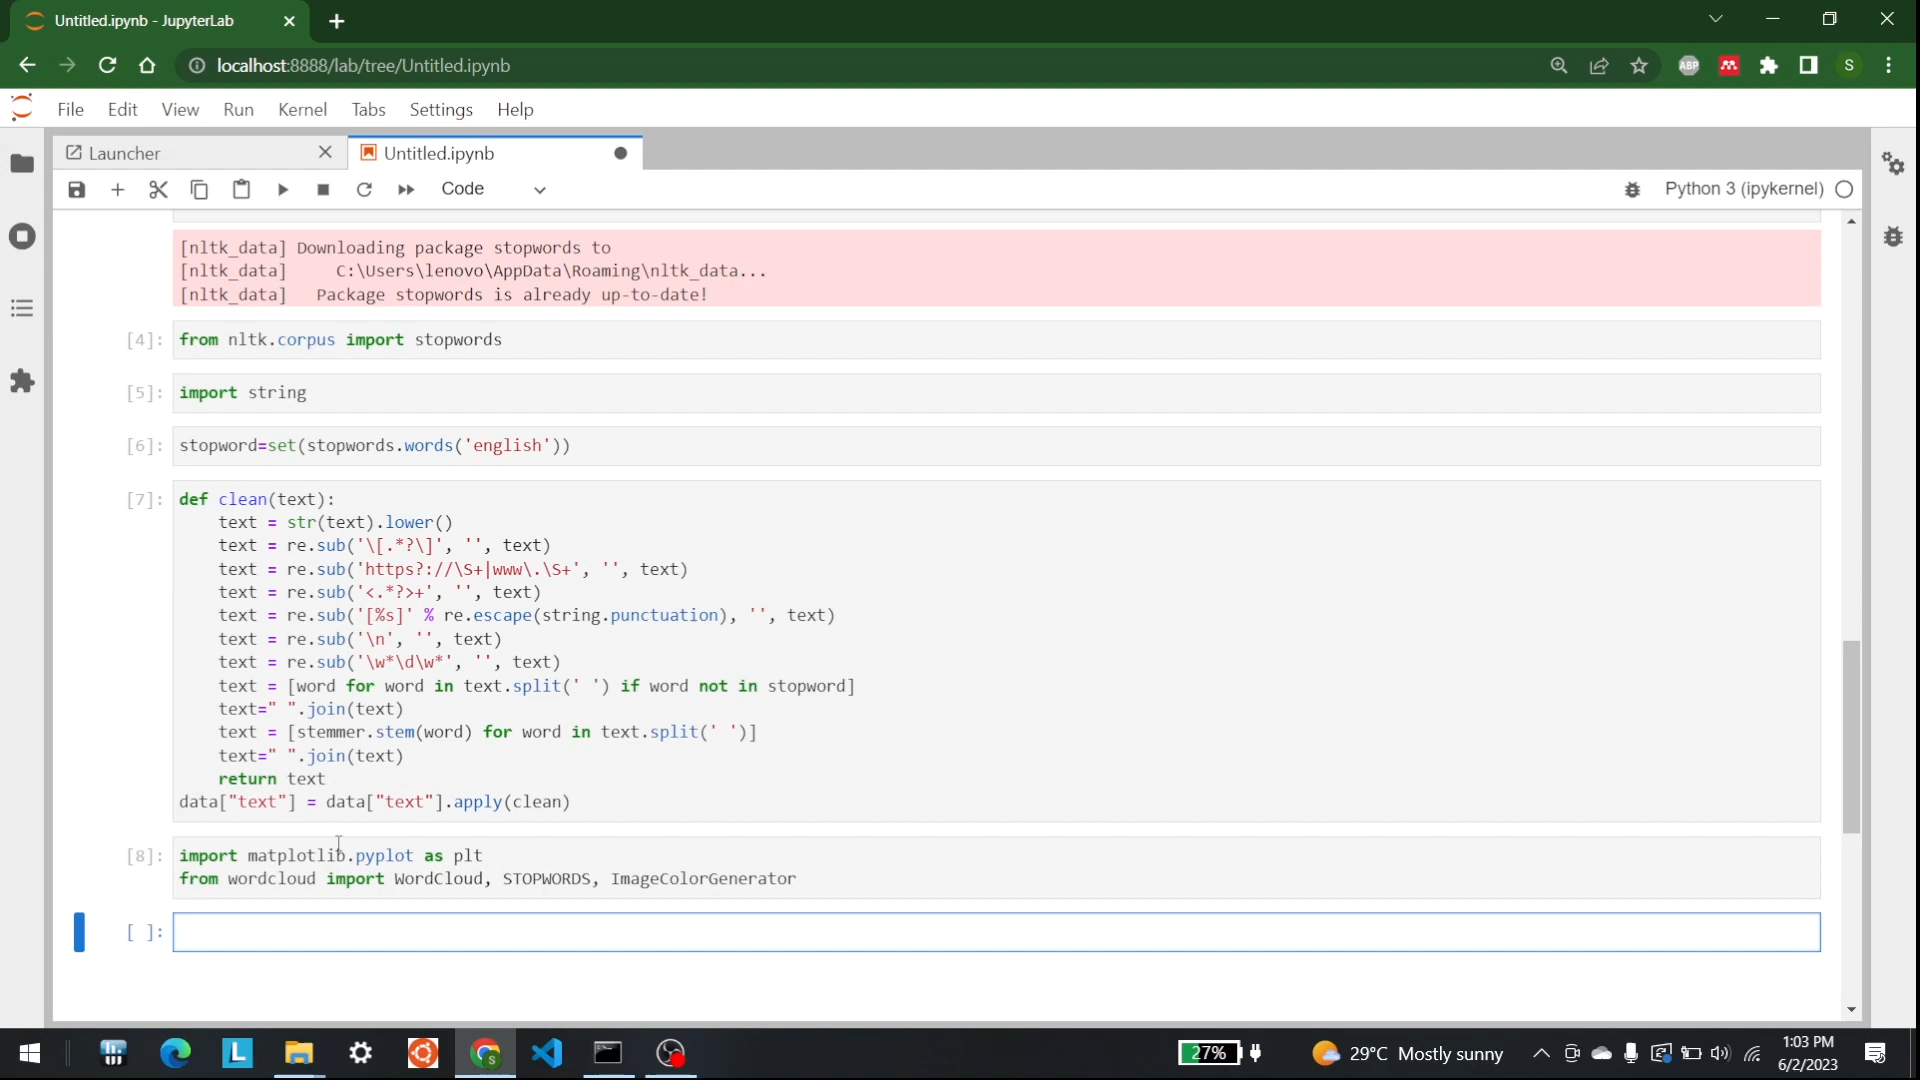 Untitled.ipynb - JupyterLab
localhost:8888/lab/tree/Untitled.ipynb
ABP
S
File Edit View Run Kernel Tabs Settings Help
Launcher
Untitled.ipynb
Code
Python 3 (ipykernel)
[nltk_data] Downloading package stopwords to
[nltk_data]     C:\Users\lenovo\AppData\Roaming\nltk_data...
[nltk_data]   Package stopwords is already up-to-date!
[4]: from nltk.corpus import stopwords
[5]: import string
[6]: stopword=set(stopwords.words('english'))
[7]: def clean(text):
    text = str(text).lower()
    text = re.sub('\[.*?\]', '', text)
    text = re.sub('https?://\S+|www\.\S+', '', text)
    text = re.sub('<.*?>+', '', text)
    text = re.sub('[%s]' % re.escape(string.punctuation), '', text)
    text = re.sub('\n', '', text)
    text = re.sub('\w*\d\w*', '', text)
    text = [word for word in text.split(' ') if word not in stopword]
    text=" ".join(text)
    text = [stemmer.stem(word) for word in text.split(' ')]
    text=" ".join(text)
    return text
data["text"] = data["text"].apply(clean)
[8]: import matplotlib.pyplot as plt
from wordcloud import WordCloud, STOPWORDS, ImageColorGenerator
[ ]:
L
S
27%
29°C Mostly sunny
1:03 PM
6/2/2023